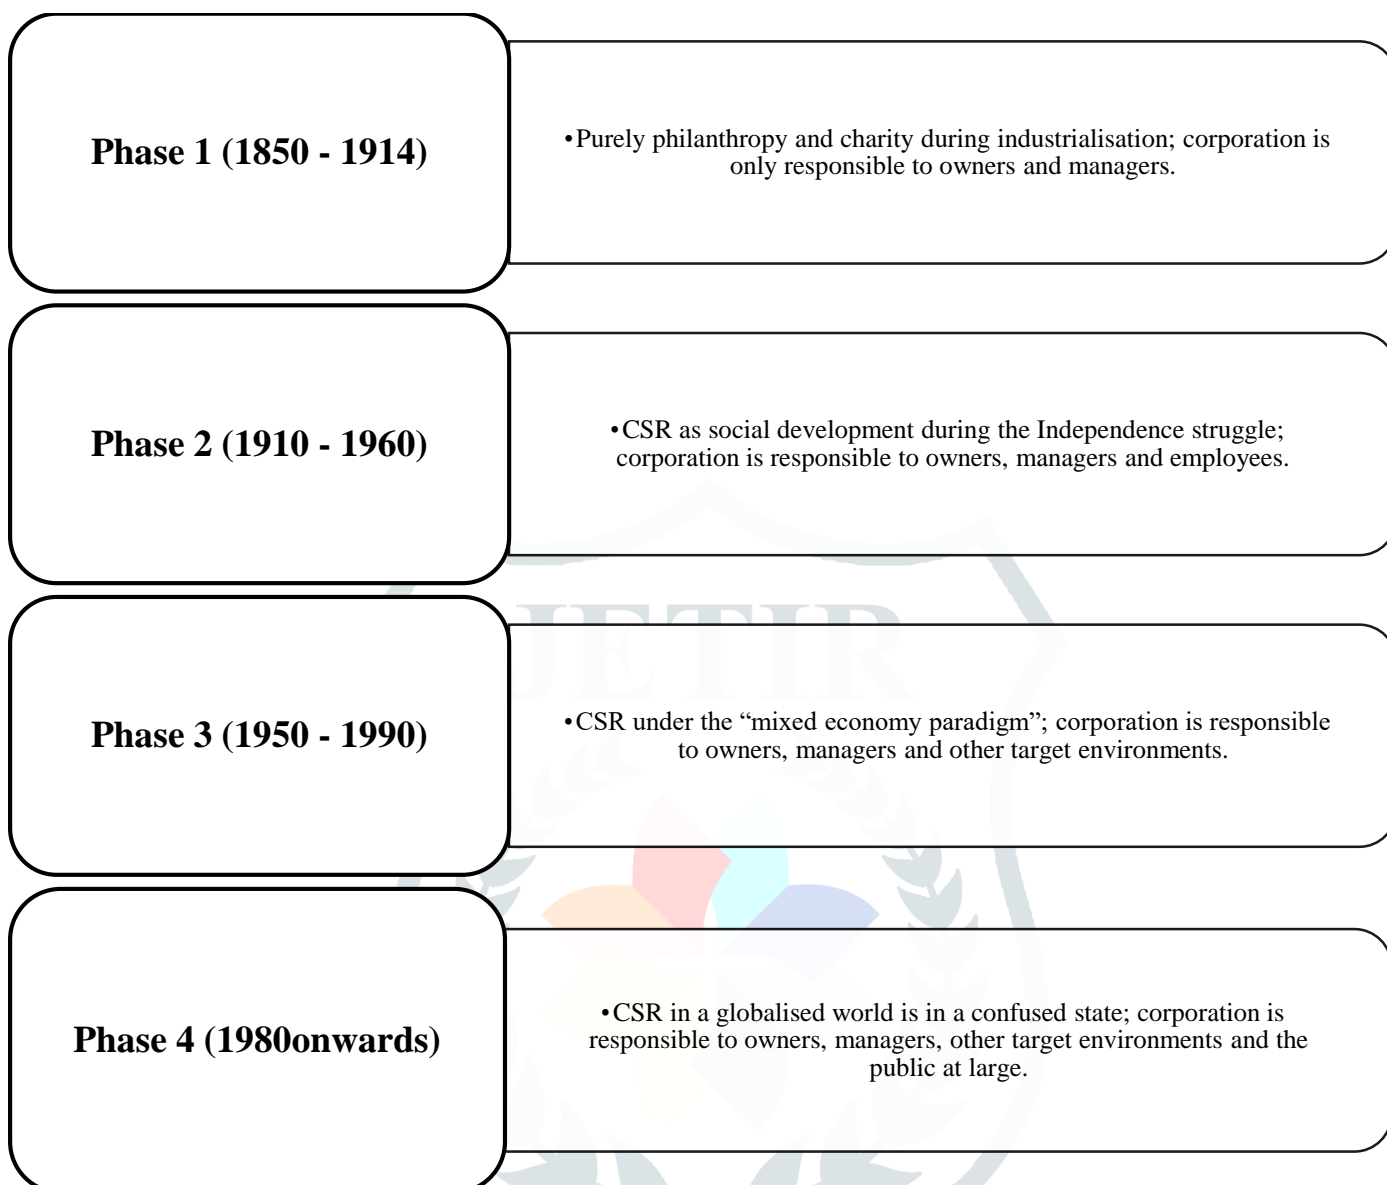 Phase 1 (1850 - 1914)
•Purely philanthropy and charity during industrialisation; corporation is
only responsible to owners and managers.
Phase 2 (1910 - 1960)
•CSR as social development during the Independence struggle;
corporation is responsible to owners, managers and employees.
JETIR
Phase 3 (1950 - 1990)
•CSR under the “mixed economy paradigm”; corporation is responsible
to owners, managers and other target environments.
Phase 4 (1980onwards)
•CSR in a globalised world is in a confused state; corporation is
responsible to owners, managers, other target environments and the
public at large.